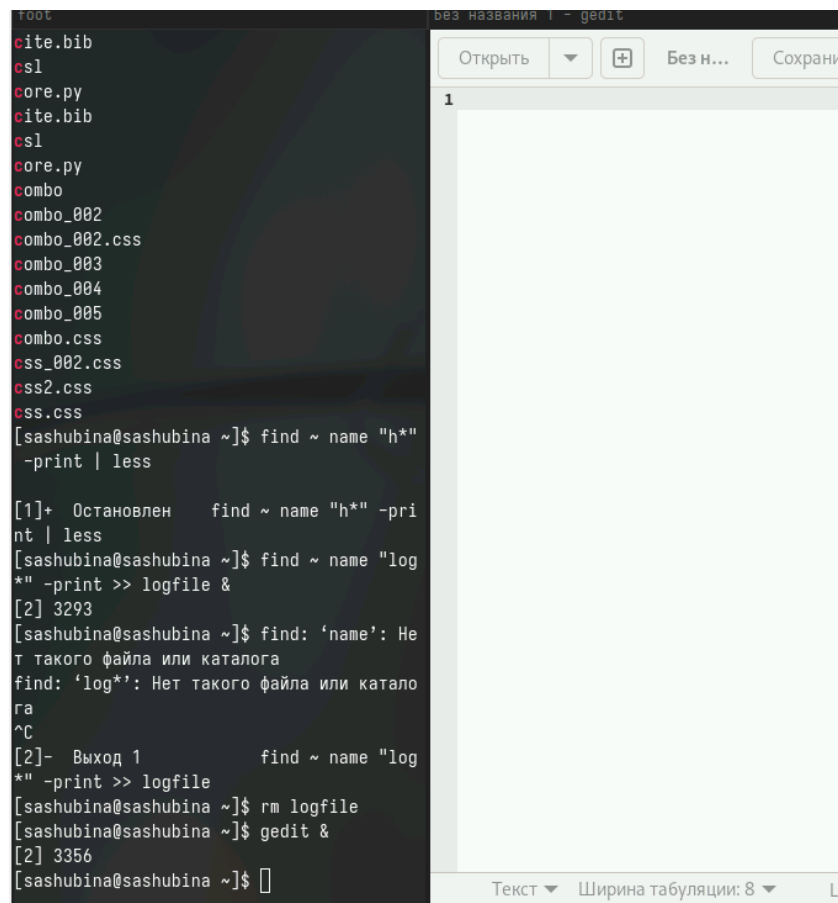 foot
Без названия 1 - gedit
cite.bib
csl
core.py
cite.bib
csl
core.py
combo
combo_002
combo_002.css
combo_003
combo_004
combo_005
combo.css
css_002.css
css2.css
css.css
[sashubina@sashubina ~]$ find ~ name "h*"
-print | less
[1]+ Остановлен find ~ name "h*" -pri
nt | less
[sashubina@sashubina ~]$ find ~ name "log
*" -print >> logfile &
[2] 3293
[sashubina@sashubina ~]$ find: ‘name’: Не
т такого файла или каталога
find: ‘log*’: Нет такого файла или катало
га
^C
[2]- Выход 1 find ~ name "log
*" -print >> logfile
[sashubina@sashubina ~]$ rm logfile
[sashubina@sashubina ~]$ gedit &
[2] 3356
[sashubina@sashubina ~]$
Открыть Без н... Сохрани
1
Текст Ширина табуляции: 8